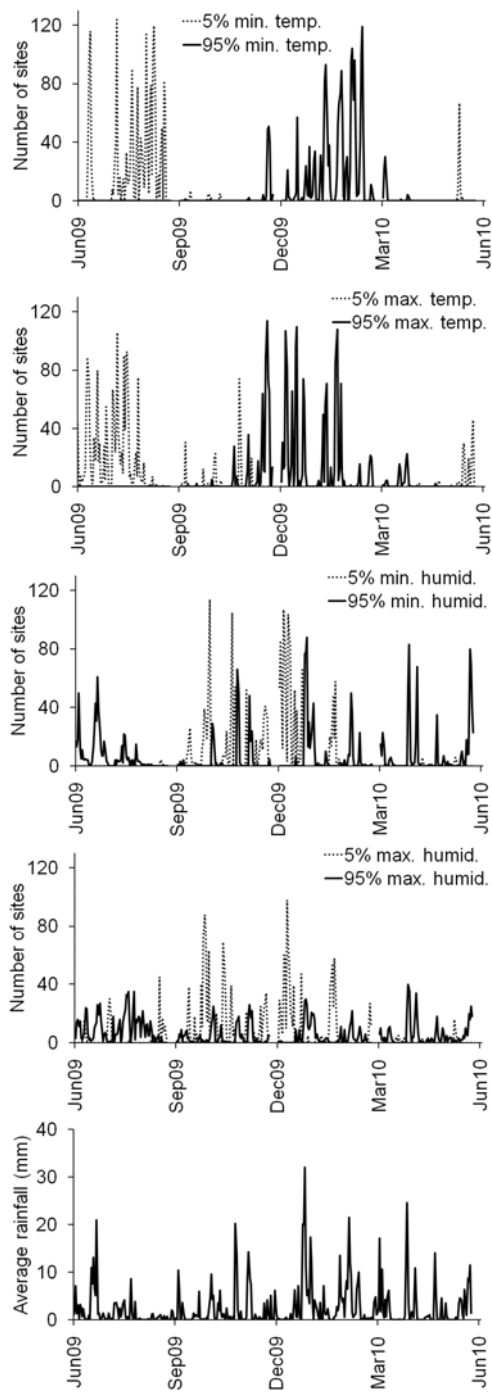 Number of sites
120
80
40
0
5% min. temp.
95% min. temp.
Jun09
Sep09
Dec09
Mar10
Jun10
Number of sites
120
80
40
0
5% max. temp.
95% max. temp.
Jun09
Sep09
Dec09
Mar10
Jun10
Number of sites
120
80
40
0
5% min. humid.
95% min. humid.
Jun09
Sep09
Dec09
Mar10
Jun10
Number of sites
120
80
40
0
5% max. humid.
95% max. humid.
Jun09
Sep09
Dec09
Mar10
Jun10
Average rainfall (mm)
40
30
20
10
0
Jun09
Sep09
Dec09
Mar10
Jun10